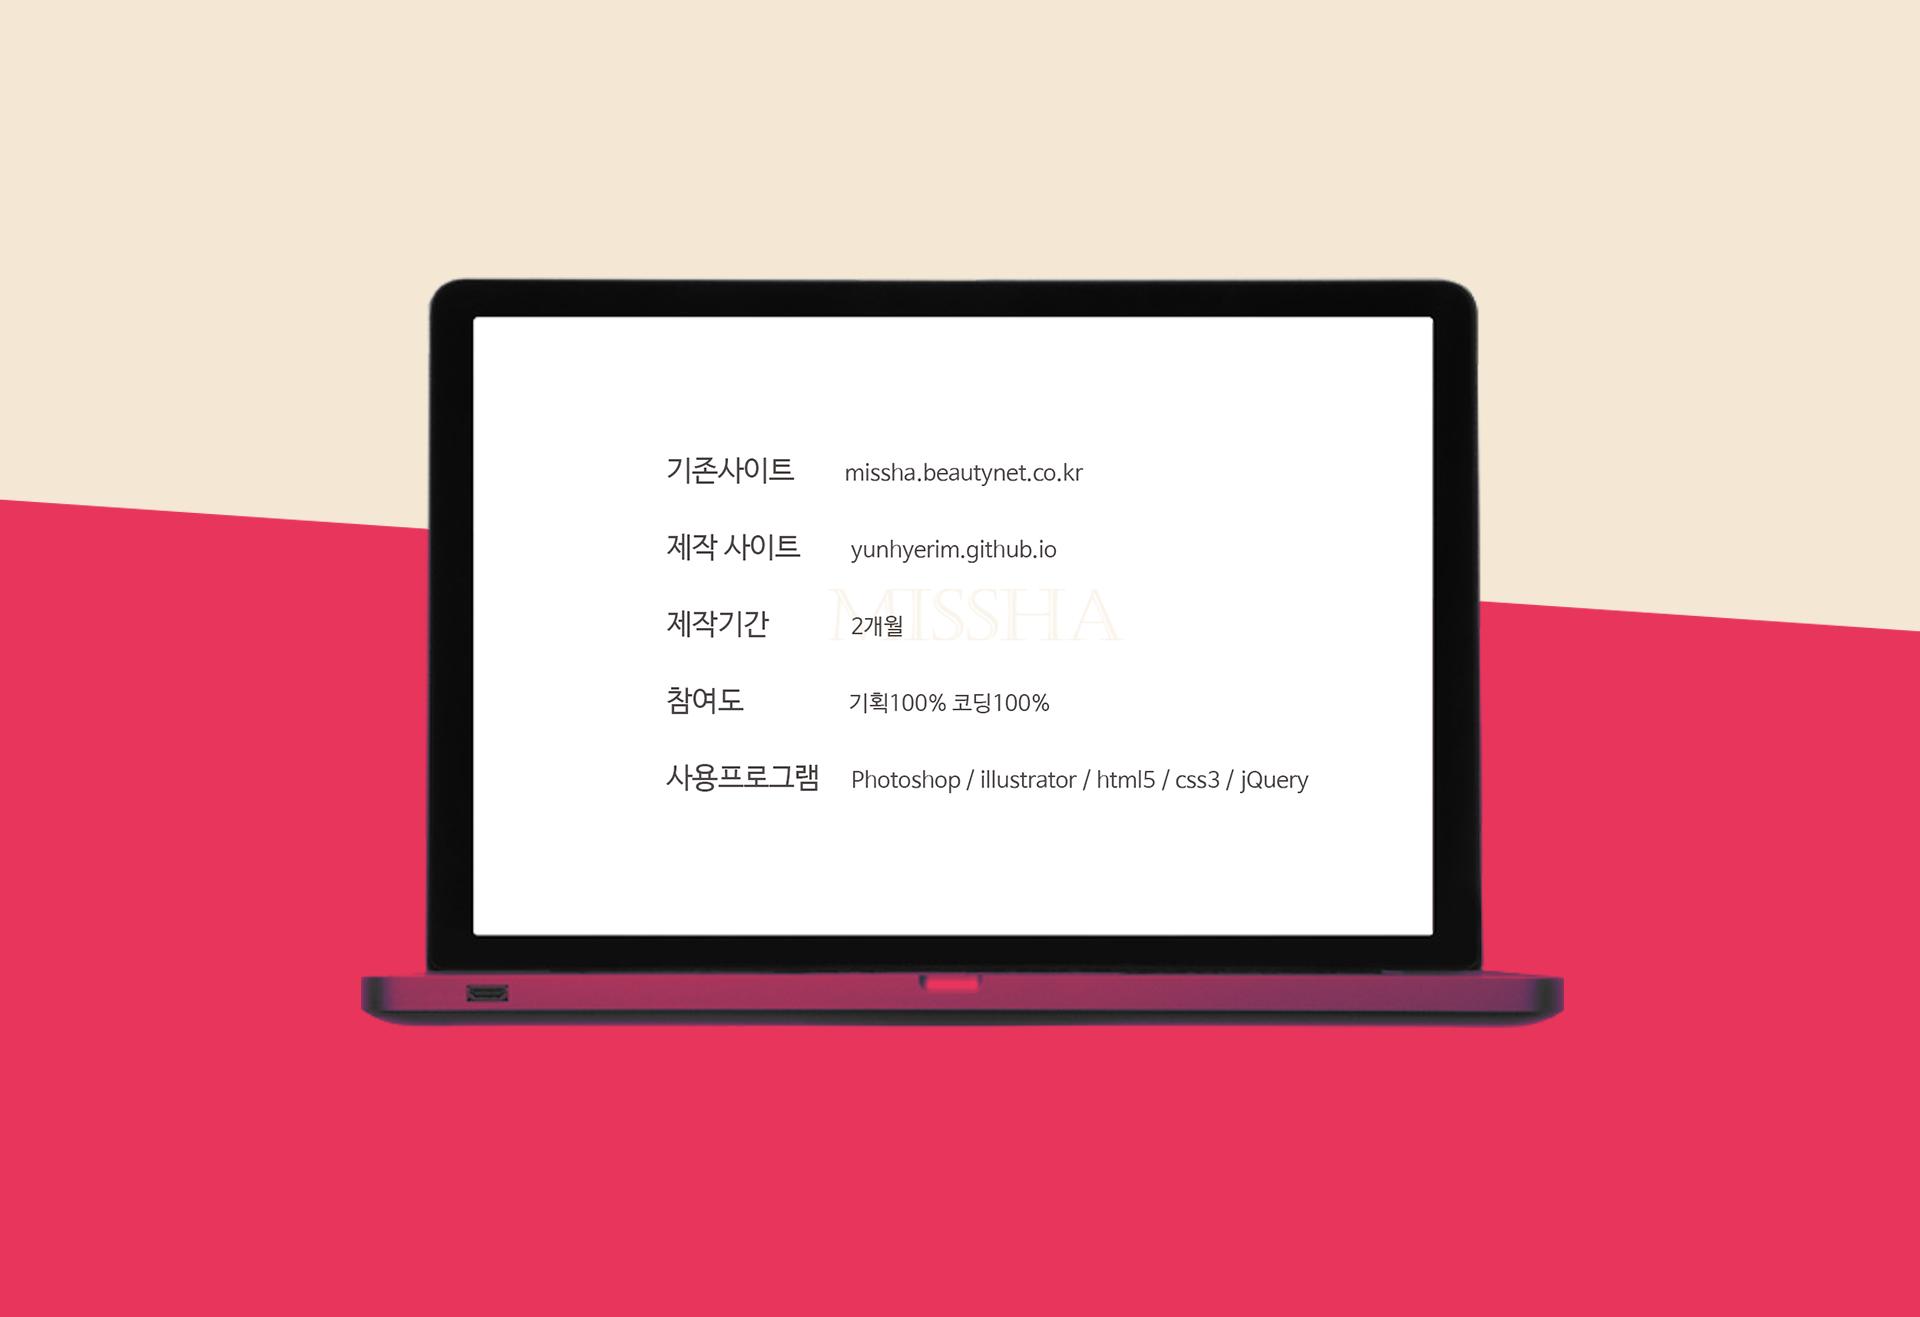 기존사이트 missha.beautynet.co.kr
제작 사이트 yunhyerim.github.io
MISSHA
제작기간 2개월
참여도 기획100% 코딩100%
사용프로그램 Photoshop / illustrator / html5 / css3 / jQuery